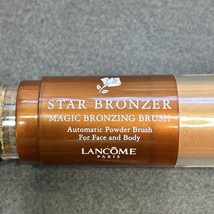 STAR BRONZER
MAGIC BRONZING BRUSH
Automatic Powder Brush
For Face and Body
LANCÔME
PARIS